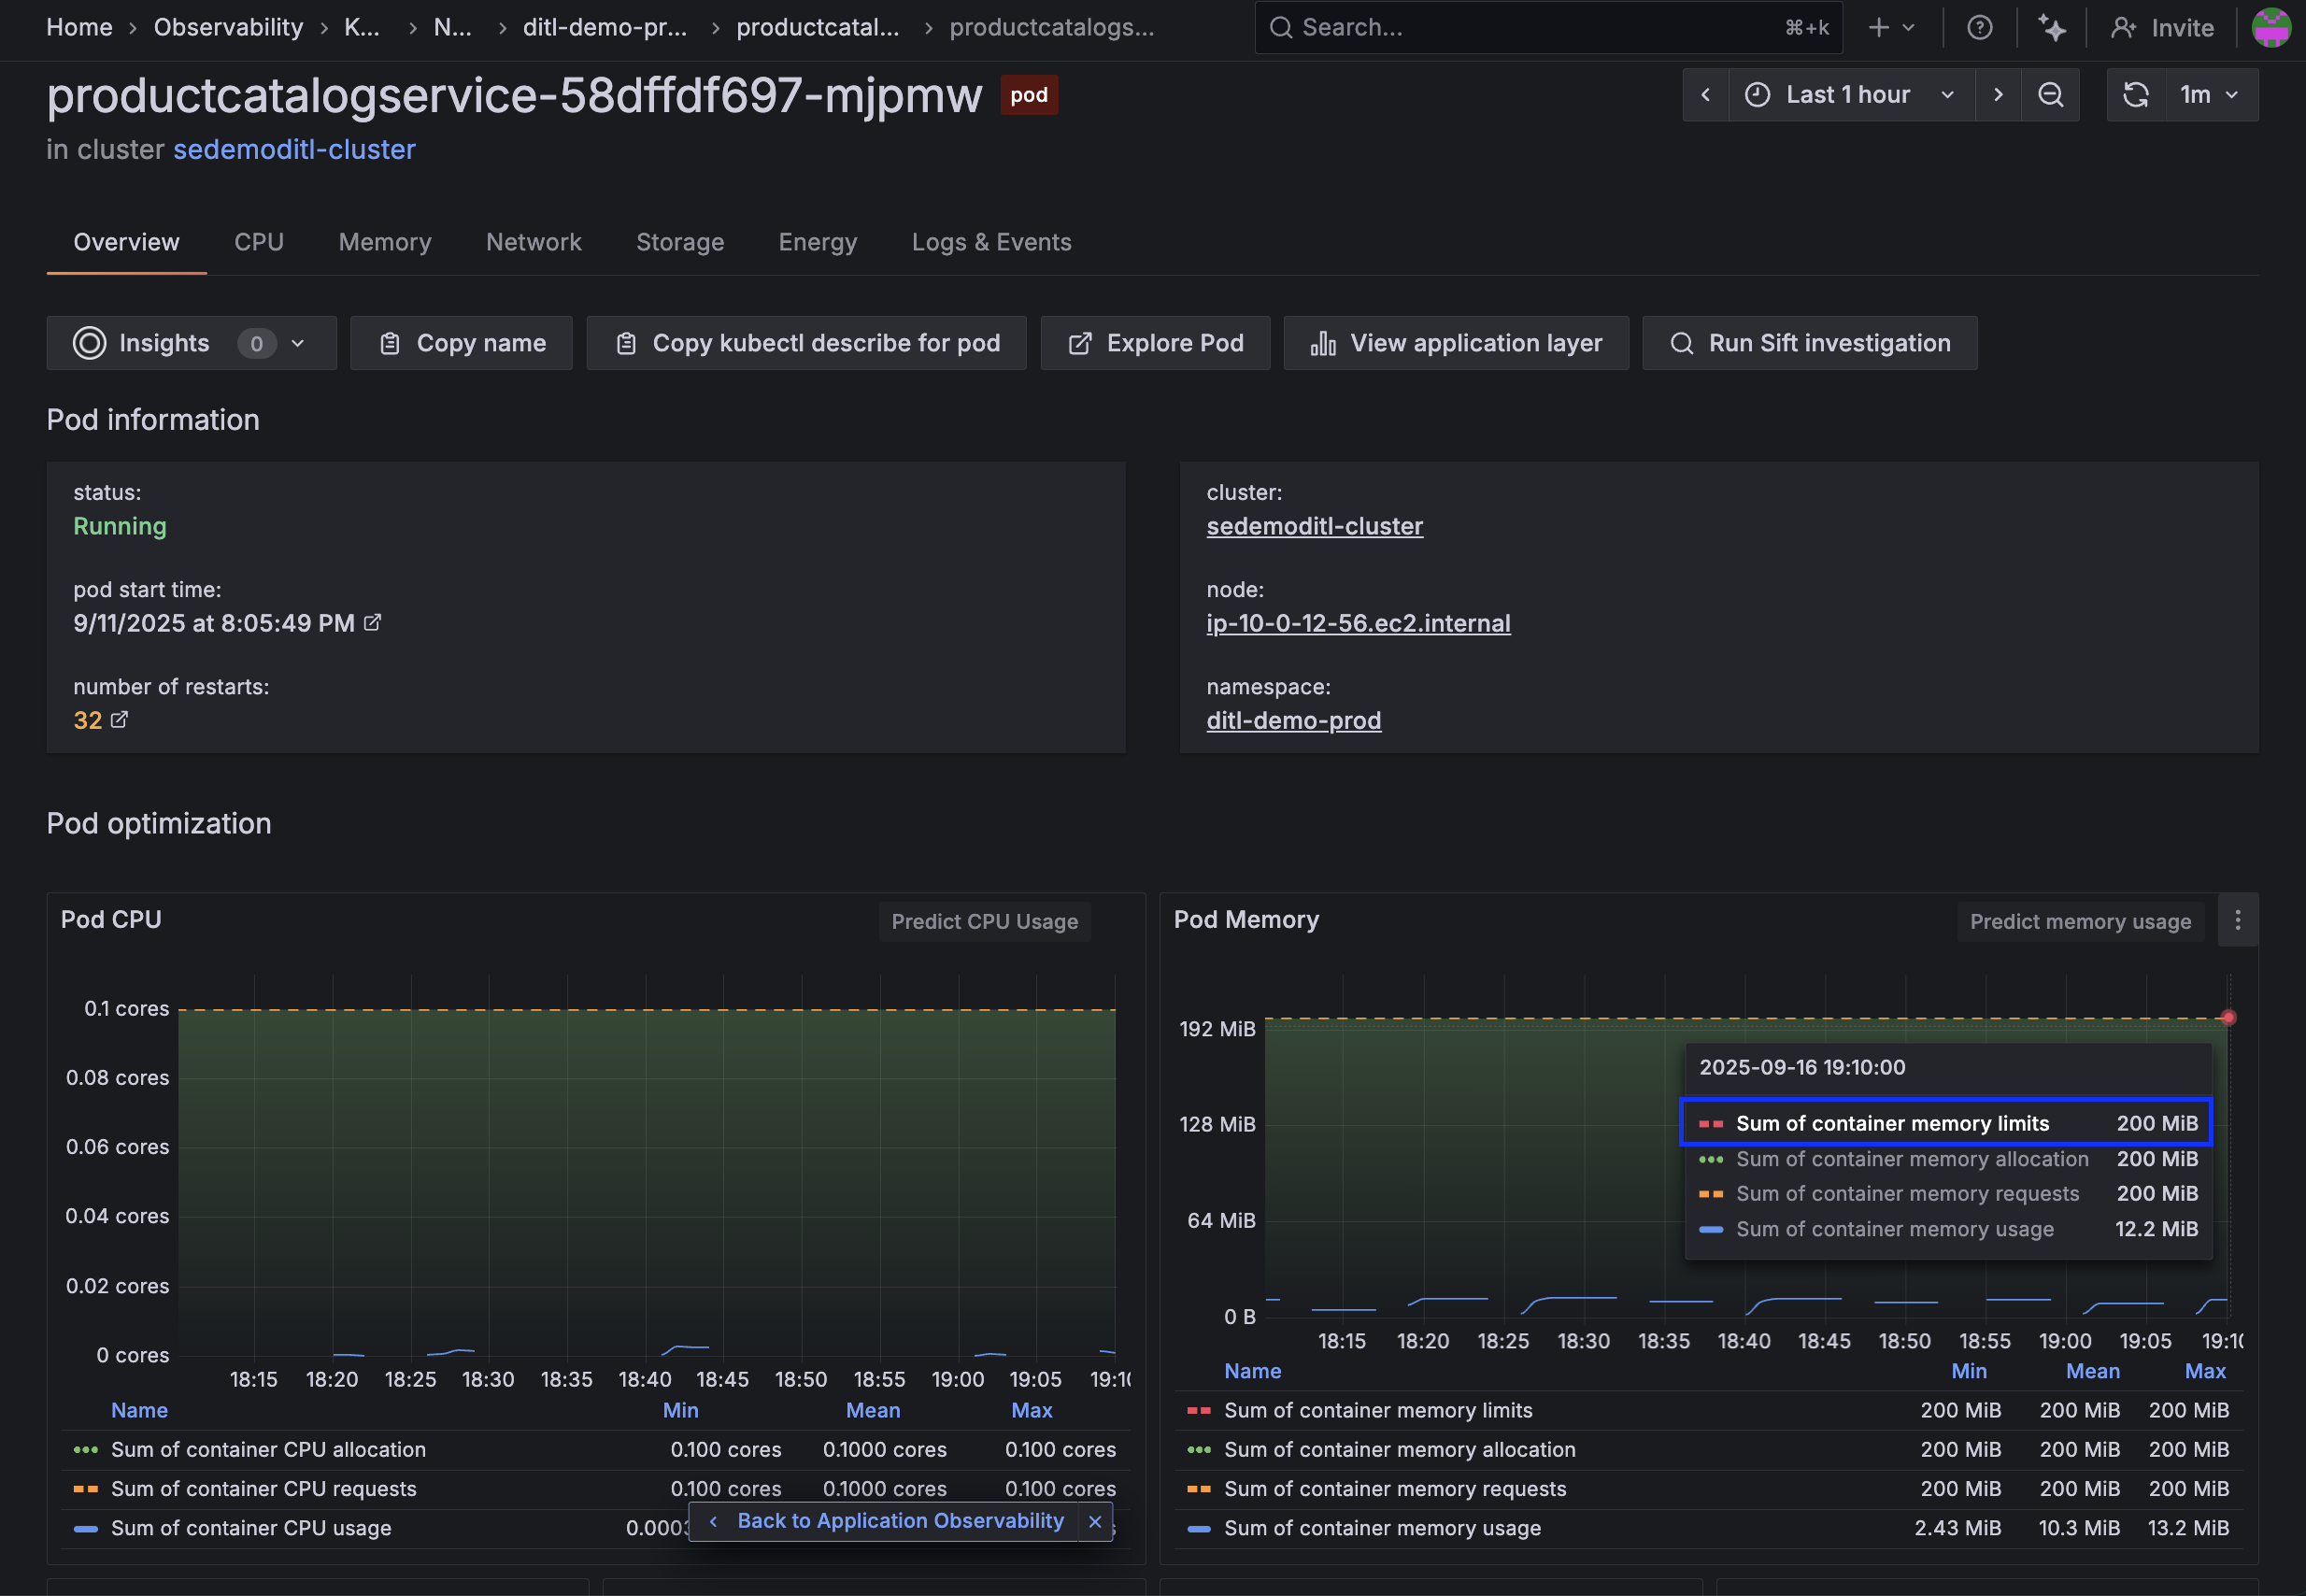 Home › Observability › K... › N... › ditl-demo-pr... › productcatal... › productcatalogs...
Search... ⌘+k
Invite
productcatalogservice-58dffdf697-mjpmw pod
Last 1 hour
1m
in cluster sedemoditl-cluster
Overview CPU Memory Network Storage Energy Logs & Events
Insights 0
Copy name
Copy kubectl describe for pod
Explore Pod
View application layer
Run Sift investigation
Pod information
status:
Running
pod start time:
9/11/2025 at 8:05:49 PM
number of restarts:
32
cluster:
sedemoditl-cluster
node:
ip-10-0-12-56.ec2.internal
namespace:
ditl-demo-prod
Pod optimization
Pod CPU
Predict CPU Usage
0.1 cores
0.08 cores
0.06 cores
0.04 cores
0.02 cores
0 cores
18:15 18:20 18:25 18:30 18:35 18:40 18:45 18:50 18:55 19:00 19:05
Name Min Mean Max
Sum of container CPU allocation 0.100 cores 0.1000 cores 0.100 cores
Sum of container CPU requests 0.100 cores 0.1000 cores 0.100 cores
Sum of container CPU usage
Back to Application Observability
Pod Memory
Predict memory usage
192 MiB
128 MiB
64 MiB
0 B
2025-09-16 19:10:00
Sum of container memory limits 200 MiB
Sum of container memory allocation 200 MiB
Sum of container memory requests 200 MiB
Sum of container memory usage 12.2 MiB
18:15 18:20 18:25 18:30 18:35 18:40 18:45 18:50 18:55 19:00 19:05
Name Min Mean Max
Sum of container memory limits 200 MiB 200 MiB 200 MiB
Sum of container memory allocation 200 MiB 200 MiB 200 MiB
Sum of container memory requests 200 MiB 200 MiB 200 MiB
Sum of container memory usage 2.43 MiB 10.3 MiB 13.2 MiB